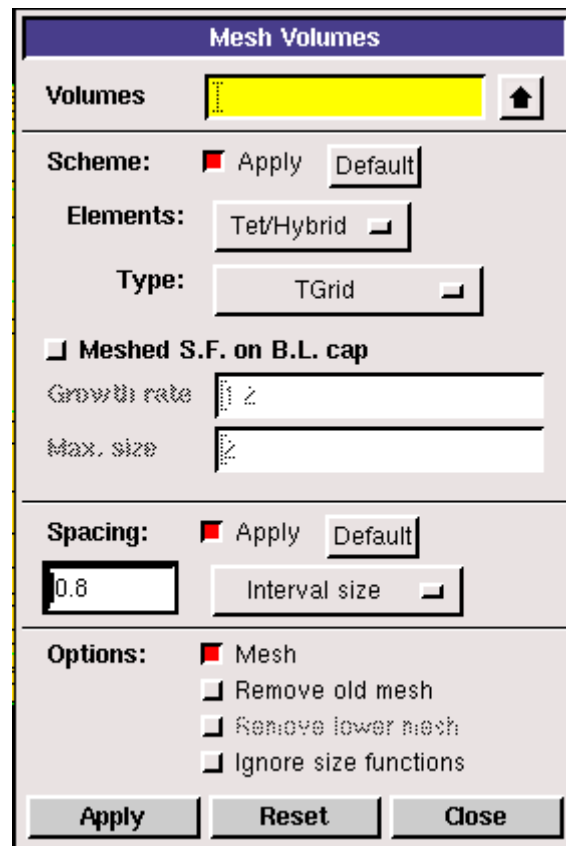 Mesh Volumes
Volumes
Scheme: Apply Default
Elements: Tet/Hybrid
Type: TGrid
Meshed S.F. on B.L. cap
Growth rate 1.2
Max. size 2
Spacing: Apply Default
0.8 Interval size
Options: Mesh
Remove old mesh
Remove lower mesh
Ignore size functions
Apply Reset Close